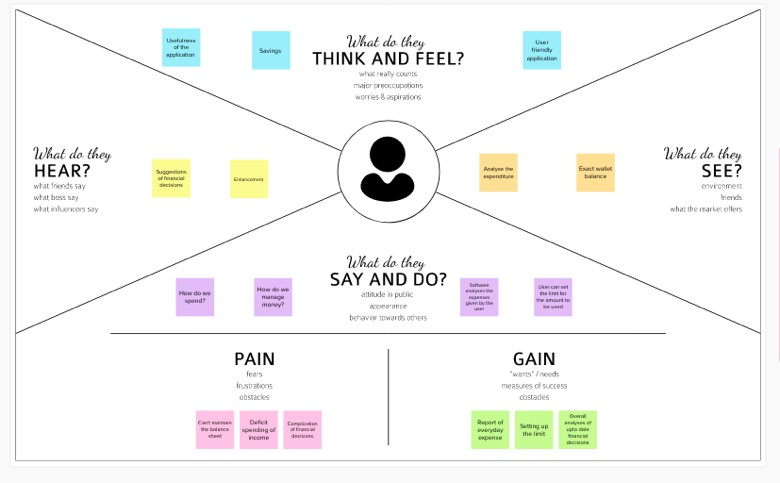 Usefulness
of the
application
Savings
What do they
THINK AND FEEL?
what really counts
major preoccupations
worries & aspirations
User
friendly
application
What do they
HEAR?
what friends say
what boss say
what influencers say
Suggestions
of financial
decisions
Enhancement
Analyse the
expenditure
Exact wallet
balance
What do they
SEE?
environment
friends
what the market offers
How do we
spend?
How do we
manage
money?
What do they
SAY AND DO?
attitude in public
appearance
behavior towards others
Software
analyses the
expenses
given by the
user
User can set
the limit for
the amount to
be used
PAIN
fears
frustrations
obstacles
Can't maintain
the balance
sheet
Deficit
spending of
income
Complication
of financial
decisions
GAIN
"wants" / needs
measures of success
obstacles
Report of
everyday
expense
Setting up
the limit
Overall
analyses of
upto date
financial
decisions